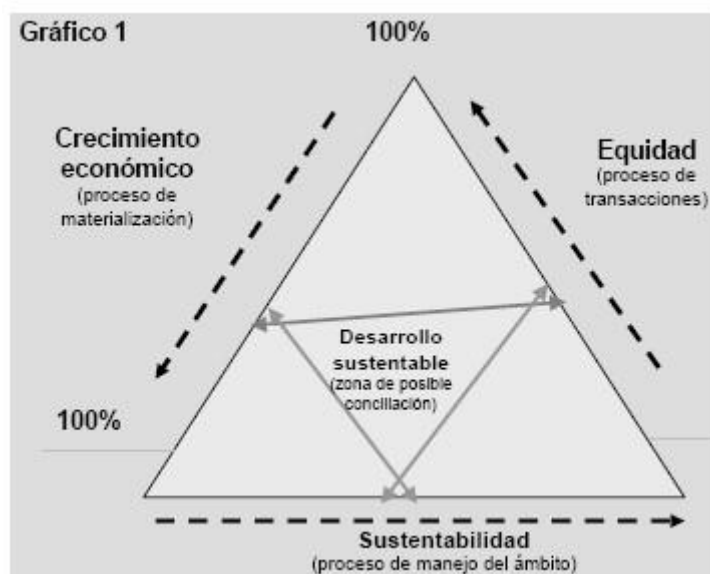 Gráfico 1
100%
Crecimiento
económico
(proceso de
materialización)
Equidad
(proceso de
transacciones)
Desarrollo
sustentable
(zona de posible
conciliación)
100%
Sustentabilidad
(proceso de manejo del ámbito)